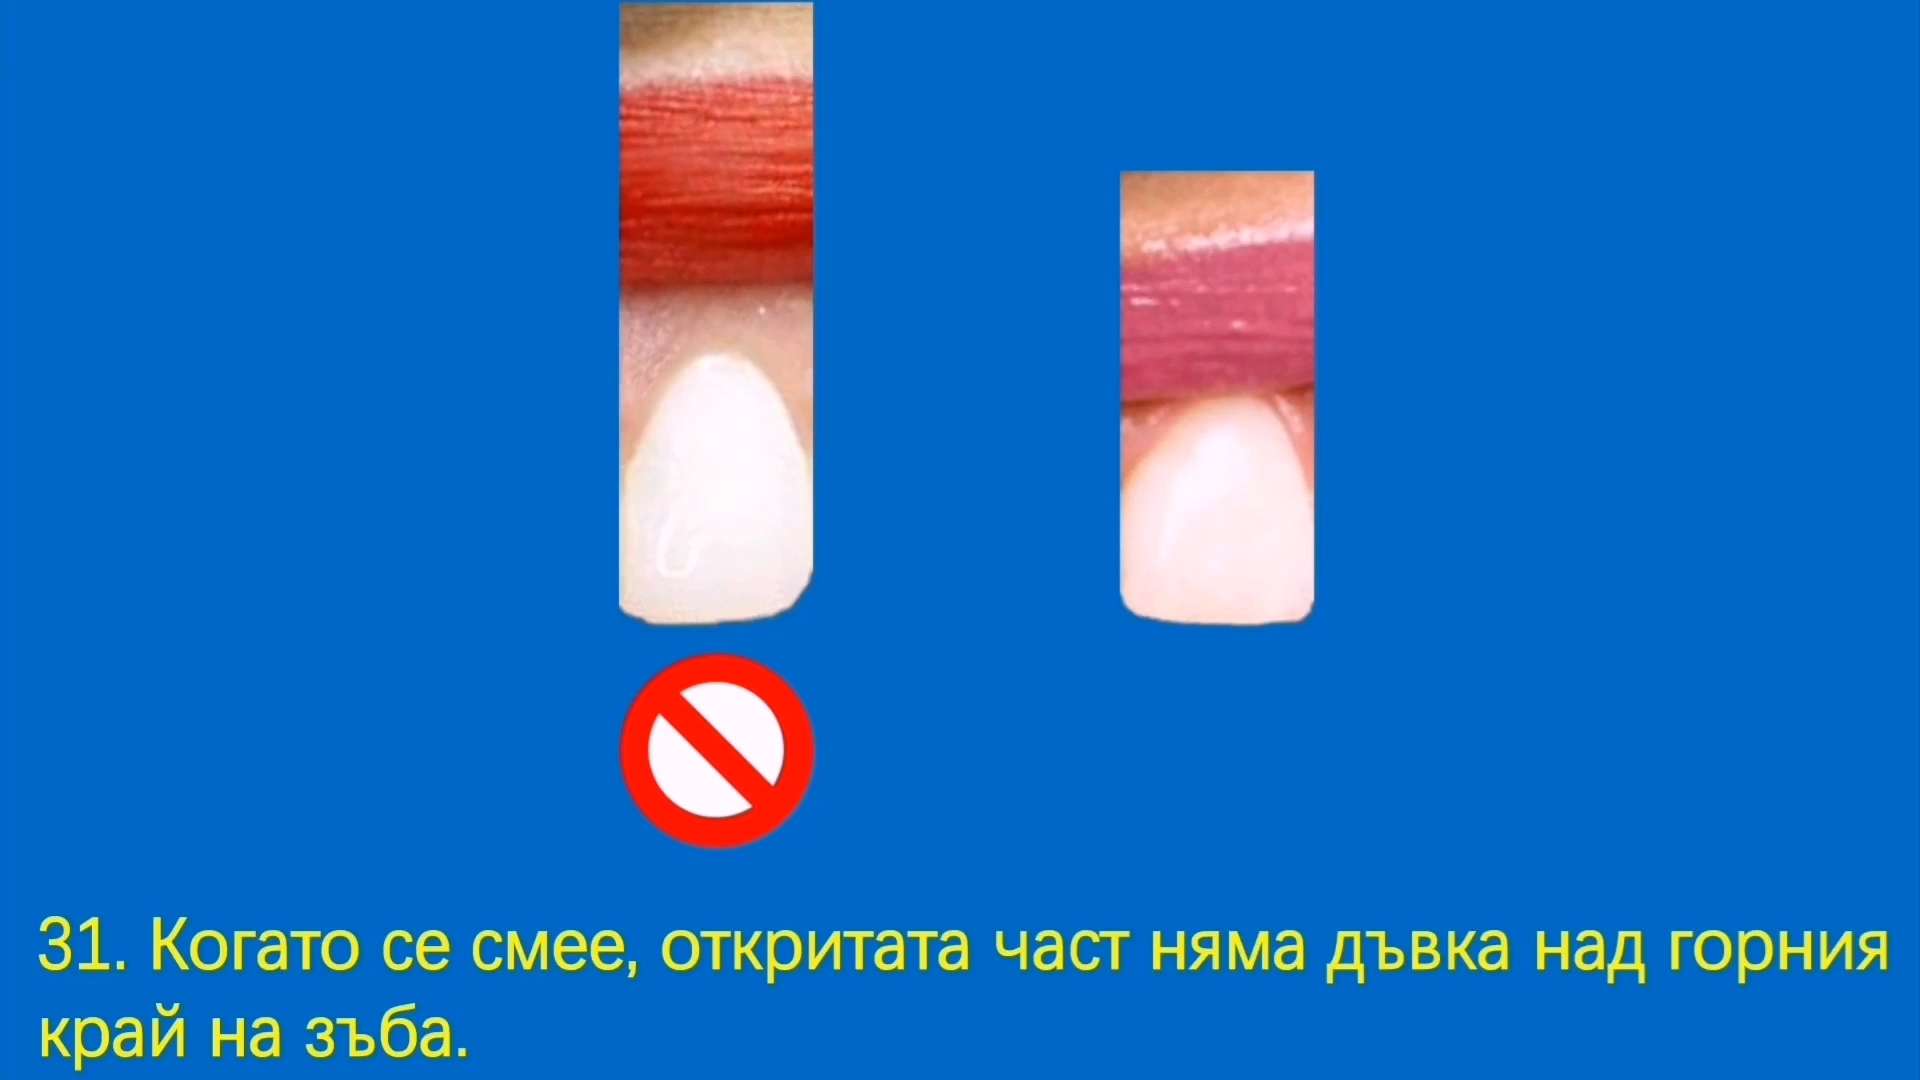 31. Когато се смее, откритата част няма дъвка над горния
край на зъба.